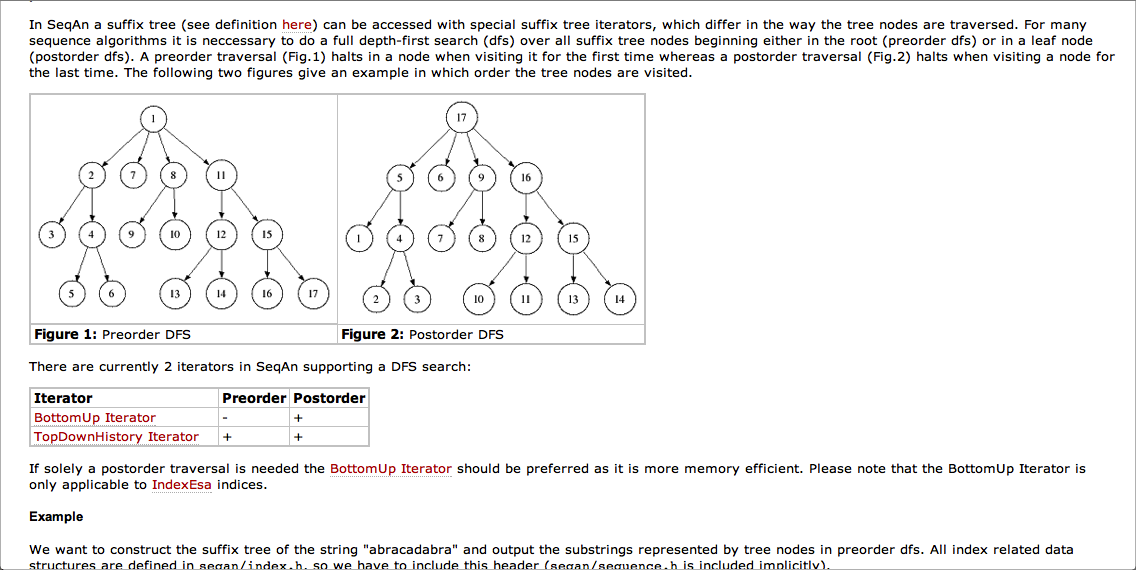 In SeqAn a suffix tree (see definition here) can be accessed with special suffix tree iterators, which differ in the way the tree nodes are traversed. For many
sequence algorithms it is neccessary to do a full depth-first search (dfs) over all suffix tree nodes beginning either in the root (preorder dfs) or in a leaf node
(postorder dfs). A preorder traversal (Fig.1) halts in a node when visiting it for the first time whereas a postorder traversal (Fig.2) halts when visiting a node for
the last time. The following two figures give an example in which order the tree nodes are visited.
1
2 7 8 11
3 4 9 10 12 15
5 6 13 14 16 17
Figure 1: Preorder DFS
17
5 6 9 16
1 4 7 8 12 15
2 3 10 11 13 14
Figure 2: Postorder DFS
There are currently 2 iterators in SeqAn supporting a DFS search:
Iterator Preorder Postorder
BottomUp Iterator - +
TopDownHistory Iterator + +
If solely a postorder traversal is needed the BottomUp Iterator should be preferred as it is more memory efficient. Please note that the BottomUp Iterator is
only applicable to IndexEsa indices.
Example
We want to construct the suffix tree of the string "abracadabra" and output the substrings represented by tree nodes in preorder dfs. All index related data
structures are defined in seqan/index.h, so we have to include this header (seqan/sequence.h is included implicitly).